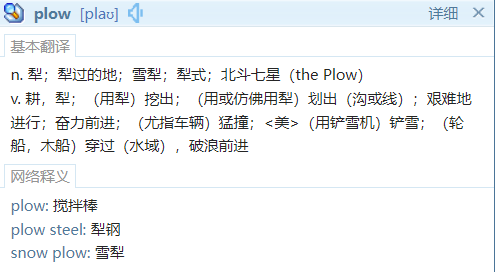 plow [plaʊ] 详细
基本翻译
n. 犁；犁过的地；雪犁；犁式；北斗七星（the Plow）
v. 耕，犁；（用犁）挖出；（用或仿佛用犁）划出（沟或线）；艰难地
进行；奋力前进；（尤指车辆）猛撞；<美>（用铲雪机）铲雪；（轮
船，木船）穿过（水域），破浪前进
网络释义
plow: 搅拌棒
plow steel: 犁钢
snow plow: 雪犁